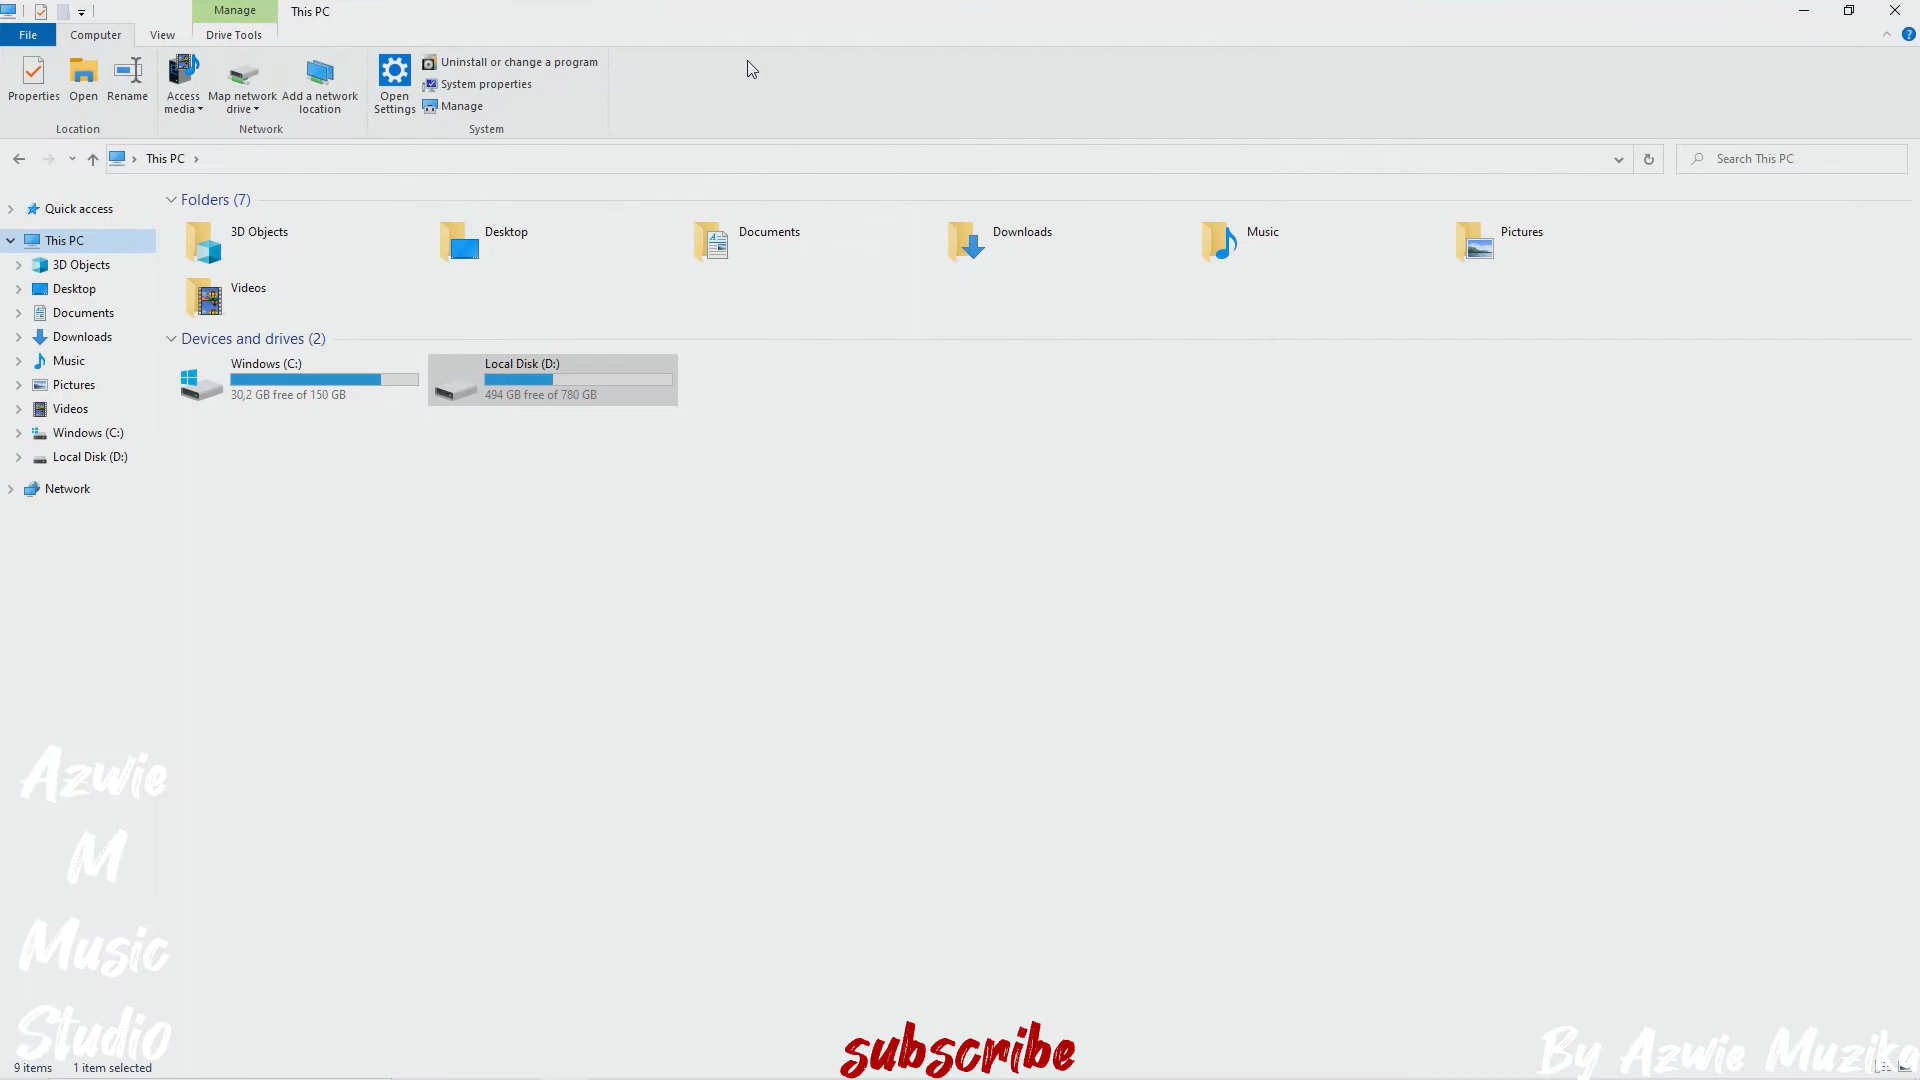 Manage
This PC
File
Computer
View
Drive Tools
Properties
Open
Rename
Access media
Map network drive
Add a network location
Open Settings
Uninstall or change a program
System properties
Manage
Location
Network
System
This PC
Search This PC
Quick access
This PC
3D Objects
Desktop
Documents
Downloads
Music
Pictures
Videos
Windows (C:)
Local Disk (D:)
Network
Folders (7)
3D Objects
Desktop
Documents
Downloads
Music
Pictures
Videos
Devices and drives (2)
Windows (C:)
30,2 GB free of 150 GB
Local Disk (D:)
494 GB free of 780 GB
Azwie
M
Music
Studio
subscribe
By Azwie Muzika
9 items
1 item selected